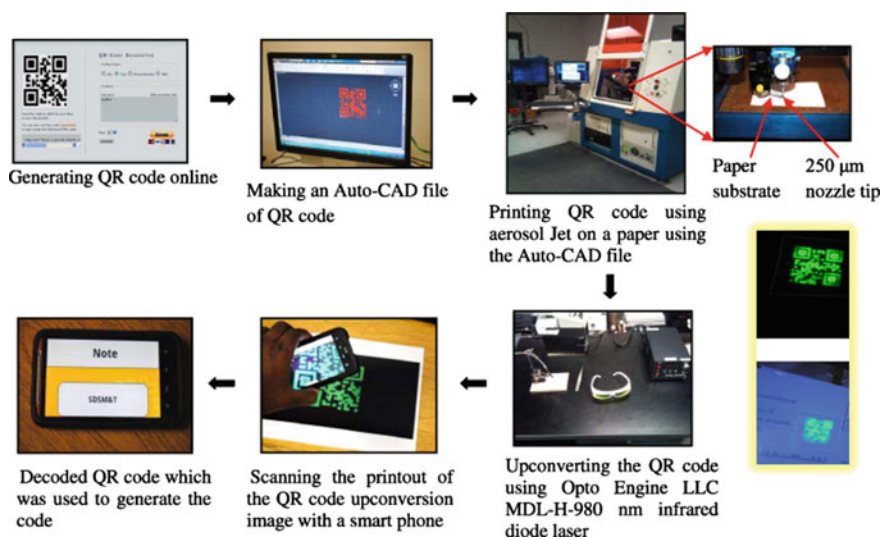 QR-Code Generator
Generating QR code online
Making an Auto-CAD file
of QR code
Paper
substrate
250 µm
nozzle tip
Printing QR code using
aerosol Jet on a paper using
the Auto-CAD file
Note
SDSM&T
Decoded QR code which
was used to generate the
code
Scanning the printout of
the QR code upconversion
image with a smart phone
Upconverting the QR code
using Opto Engine LLC
MDL-H-980 nm infrared
diode laser